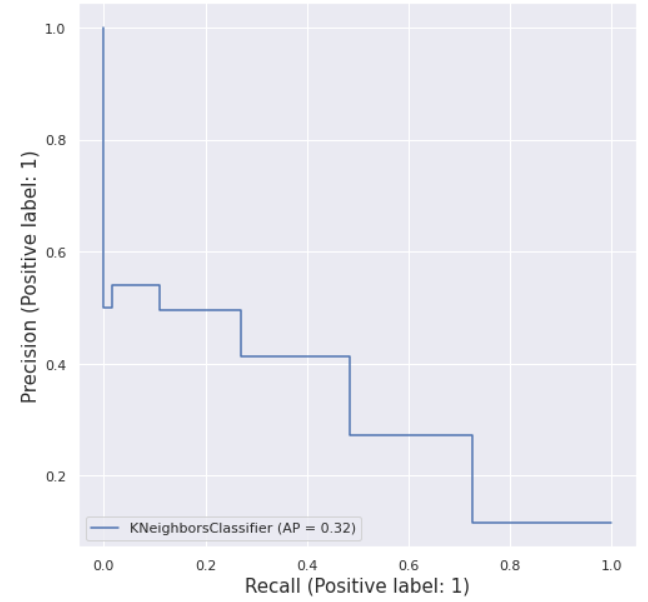 1.0
0.8
0.6
0.4
0.2
Precision (Positive label: 1)
KNeighborsClassifier (AP = 0.32)
0.0 0.2 0.4 0.6 0.8 1.0
Recall (Positive label: 1)